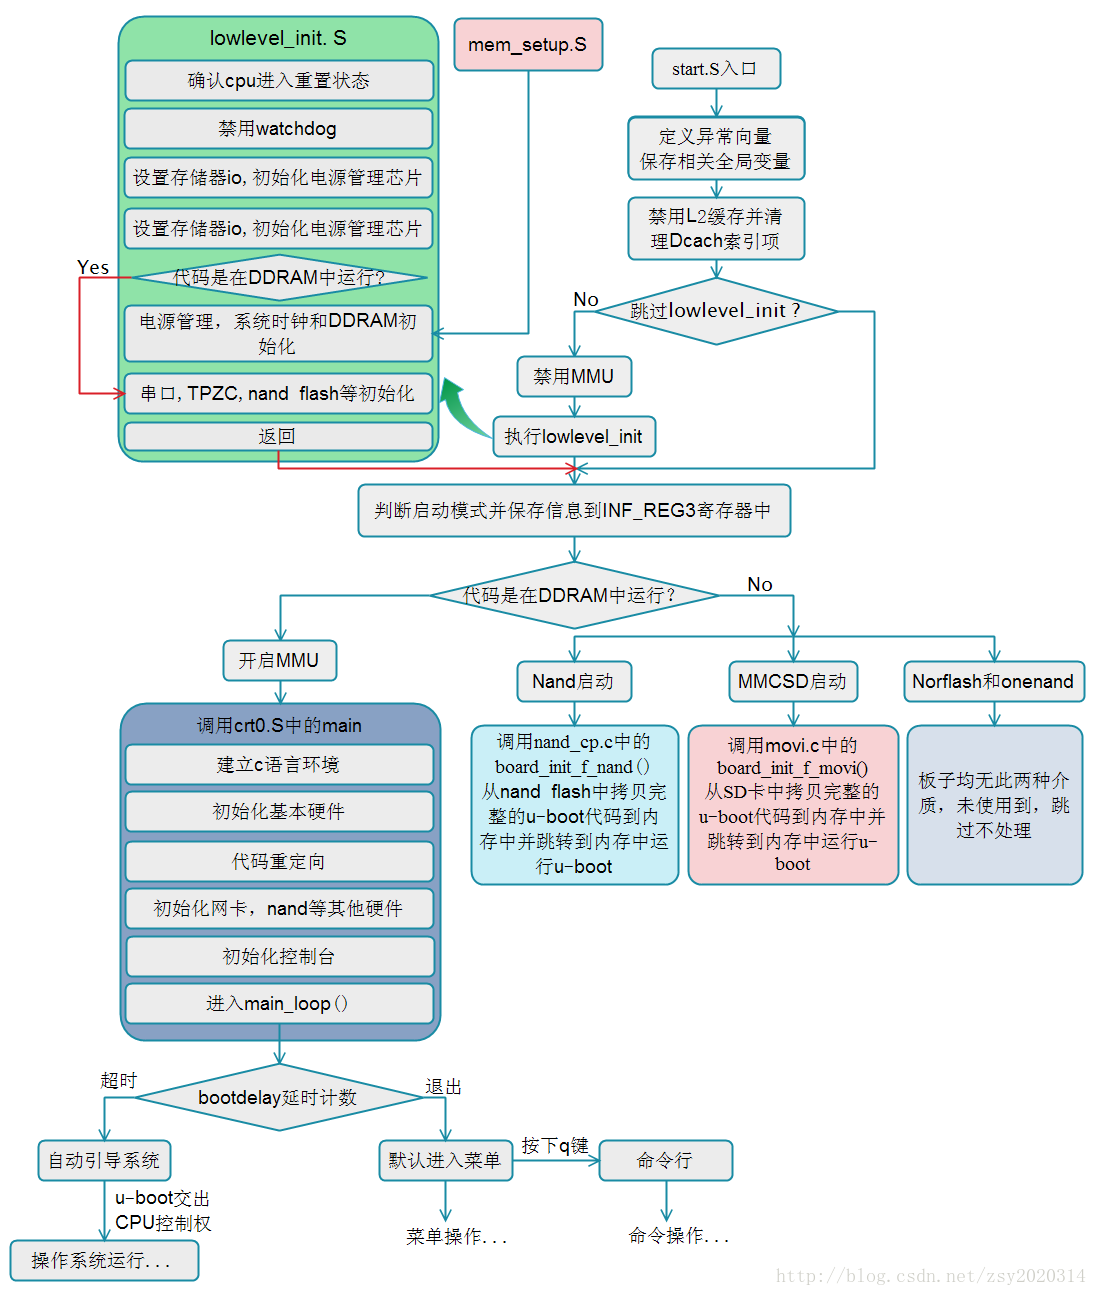 lowlevel_init. S
确认cpu进入重置状态
禁用watchdog
设置存储器io,初始化电源管理芯片
设置存储器io,初始化电源管理芯片
Yes
代码是在DDRAM中运行?
电源管理，系统时钟和DDRAM初
始化
串口,TPZC,nand flash等初始化
返回
mem_setup.S
start.S入口
定义异常向量
保存相关全局变量
禁用L2缓存并清
理Dcach索引项
No
跳过lowlevel_init ?
禁用MMU
执行lowlevel_init
判断启动模式并保存信息到INF_REG3寄存器中
代码是在DDRAM中运行?
No
开启MMU
Nand启动
MMCSD启动
Norflash和onenand
调用crt0.S中的main
建立c语言环境
初始化基本硬件
代码重定向
初始化网卡，nand等其他硬件
初始化控制台
进入main_loop()
调用nand_cp.c中的
board_init_f_nand()
从nand flash中拷贝完
整的u-boot代码到内
存中并跳转到内存中运
行u-boot
调用movi.c中的
board_init_f_movi()
从SD卡中拷贝完整的
u-boot代码到内存中并
跳转到内存中运行u-
boot
板子均无此两种介
质，未使用到，跳
过不处理
超时
bootdelay延时计数
退出
自动引导系统
默认进入菜单
按下q键
命令行
u-boot交出
CPU控制权
菜单操作...
命令操作...
操作系统运行...
http://blog.csdn.net/zsy2020314